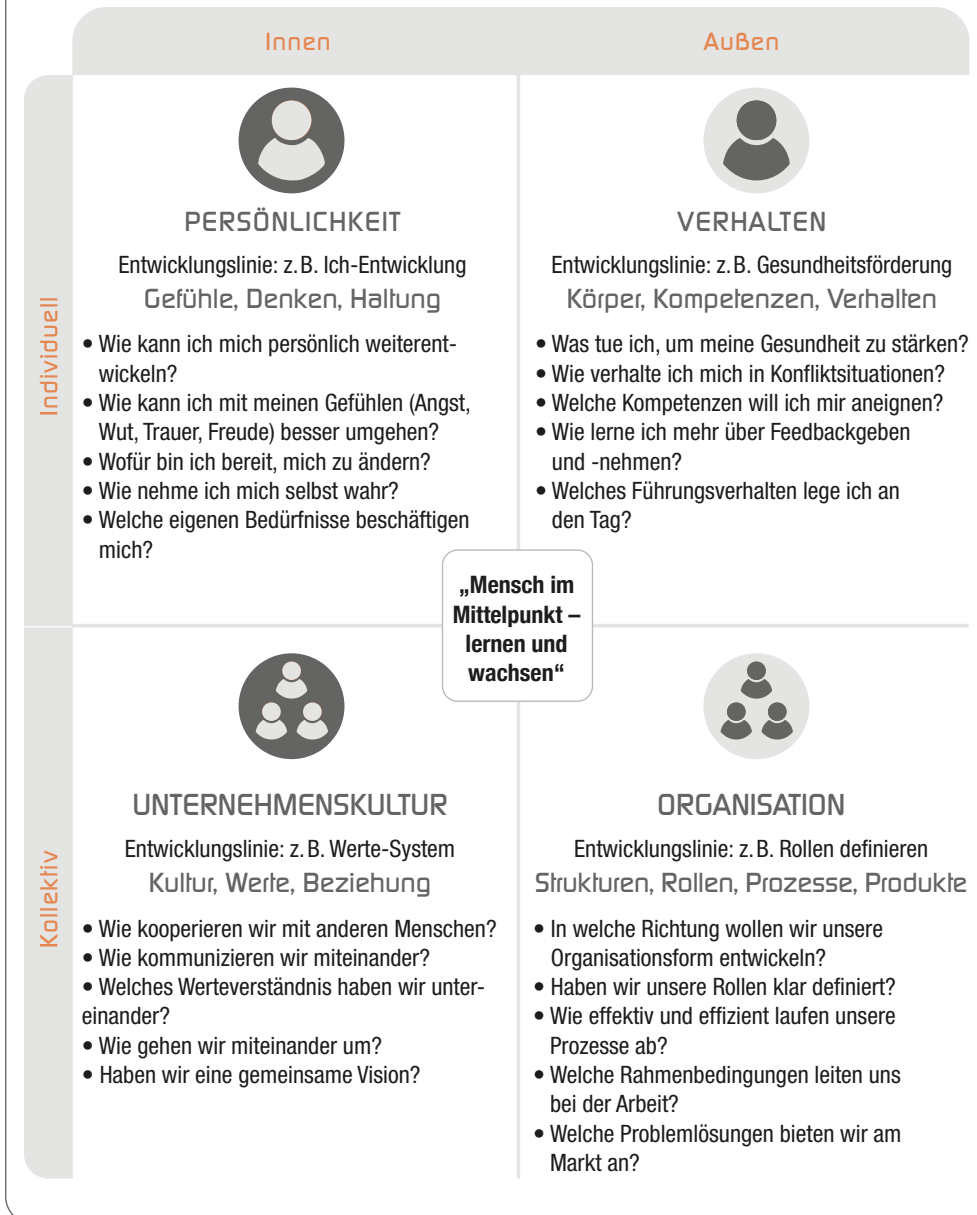 Innen
Außen
Individuell
PERSÖNLICHKEIT
Entwicklungslinie: z. B. Ich-Entwicklung
Gefühle, Denken, Haltung
• Wie kann ich mich persönlich weiterent-
wickeln?
• Wie kann ich mit meinen Gefühlen (Angst,
Wut, Trauer, Freude) besser umgehen?
• Wofür bin ich bereit, mich zu ändern?
• Wie nehme ich mich selbst wahr?
• Welche eigenen Bedürfnisse beschäftigen
mich?
VERHALTEN
Entwicklungslinie: z. B. Gesundheitsförderung
Körper, Kompetenzen, Verhalten
• Was tue ich, um meine Gesundheit zu stärken?
• Wie verhalte ich mich in Konfliktsituationen?
• Welche Kompetenzen will ich mir aneignen?
• Wie lerne ich mehr über Feedbackgeben
und -nehmen?
• Welches Führungsverhalten lege ich an
den Tag?
„Mensch im
Mittelpunkt –
lernen und
wachsen“
Kollektiv
UNTERNEHMENSKULTUR
Entwicklungslinie: z. B. Werte-System
Kultur, Werte, Beziehung
• Wie kooperieren wir mit anderen Menschen?
• Wie kommunizieren wir miteinander?
• Welches Werteverständnis haben wir unter-
einander?
• Wie gehen wir miteinander um?
• Haben wir eine gemeinsame Vision?
ORGANISATION
Entwicklungslinie: z. B. Rollen definieren
Strukturen, Rollen, Prozesse, Produkte
• In welche Richtung wollen wir unsere
Organisationsform entwickeln?
• Haben wir unsere Rollen klar definiert?
• Wie effektiv und effizient laufen unsere
Prozesse ab?
• Welche Rahmenbedingungen leiten uns
bei der Arbeit?
• Welche Problemlösungen bieten wir am
Markt an?